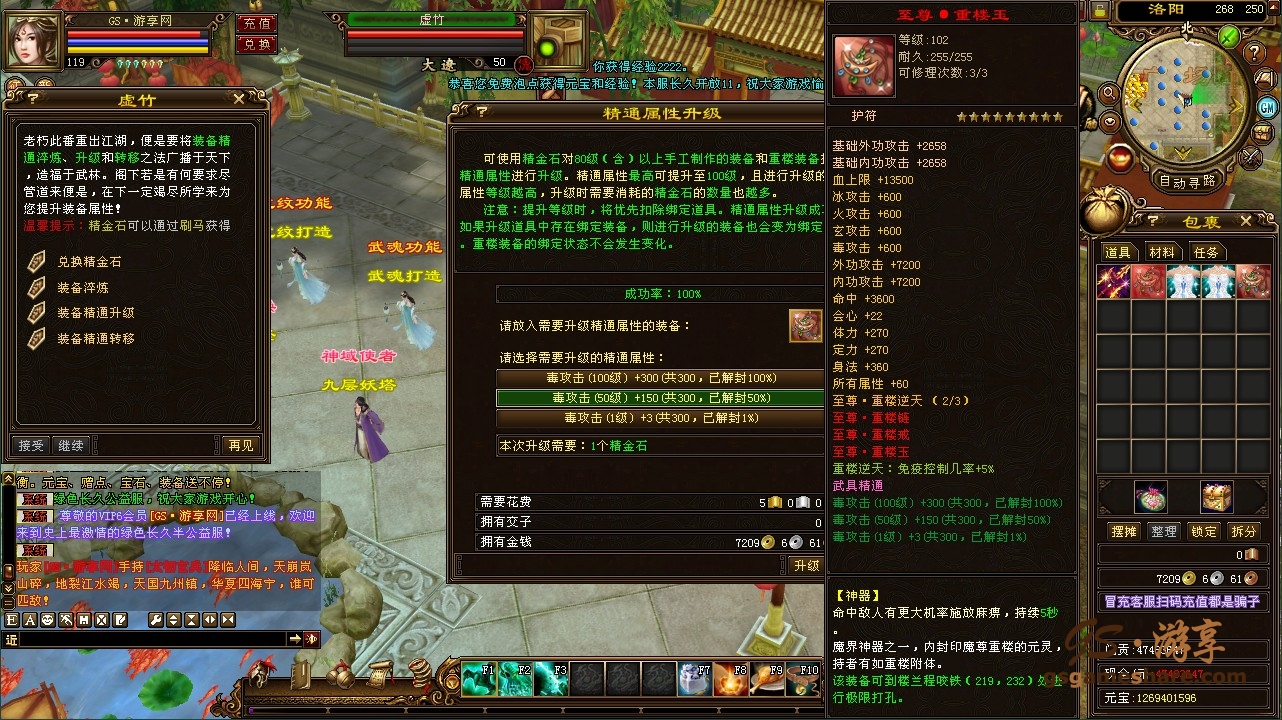 GS·游享网
119
充值
兑换
虚竹
大 遼
50
你获得经验2222。
恭喜您免费泡点获得元宝和经验！本服长久开放11，祝大家游戏愉
虚竹
老朽此番重出江湖，便是要将装备精
通淬炼、升级和转移之法广播于天下
，造福于武林。阁下若是有何要求尽
管道来便是，在下一定竭尽所学来为
您提升装备属性！
温馨提示：精金石可以通过刷马获得
兑换精金石
装备淬炼
装备精通升级
装备精通转移
接受
继续
再见
纹功能
纹打造
武魂功能
武魂打造
神域使者
九层妖塔
精通属性升级
可使用精金石对80级（含）以上手工制作的装备和重楼装备
精通属性进行升级。精通属性最高可提升至100级，且进行升级的
属性等级越高，升级时需要消耗的精金石的数量也越多。
注意：提升等级时，将优先扣除绑定道具。精通属性升级成
如果升级道具中存在绑定装备，则进行升级的装备也会变为绑定
。重楼装备的绑定状态不会发生变化。
成功率：100%
请放入需要升级精通属性的装备：
请选择需要升级的精通属性：
毒攻击(100级) +300(共300，已解封100%)
毒攻击(50级) +150(共300，已解封50%)
毒攻击(1级) +3(共300，已解封1%)
本次升级需要：1个精金石
需要花费
5 0 0
拥有交子
0
拥有金钱
7209 6 61
升级
至尊●重楼玉
等级:102
耐久:255/255
可修理次数:3/3
护符
基础外功攻击 +2658
基础内功攻击 +2658
血上限 +13500
冰攻击 +600
火攻击 +600
玄攻击 +600
毒攻击 +600
外功攻击 +7200
内功攻击 +7200
命中 +3600
会心 +22
体力 +270
定力 +270
身法 +360
所有属性 +60
至尊·重楼逆天 （2/3）
至尊·重楼链
至尊·重楼戒
至尊·重楼玉
重楼逆天：免疫控制几率+5%
武具精通
毒攻击(100级) +300(共300，已解封100%)
毒攻击(50级) +150(共300，已解封50%)
毒攻击(1级) +3(共300，已解封1%)
【神器】
命中敌人有更大机率施放麻痹，持续5秒
。
魔界神器之一，内封印魔尊重楼的元灵，
持者有如重楼附体。
该装备可到楼兰程咬铁（219，232）处进
行极限打孔。
洛阳
268 250
北
GM
自动寻路
包裹
道具
材料
任务
摆摊
整理
锁定
拆分
0
7209 6 61
冒充客服扫码充值都是骗子
GS·游享
元宝:1269401596
衡。元宝、赠点、宝石、装备送不停！
系统 绿色长久公益服，祝大家游戏开心！
系统 尊敬的VIP6会员[GS·游享网]已经上线，欢迎
来到史上最激情的绿色长久半公益服！
系统
玩家[GS·游享网]手持降临人间，天崩岚
山碎，地裂江水竭，天国九州镇，华夏四海宁，谁可
匹敌！
近
F1 F2 F3 F7 F8 F9 F10